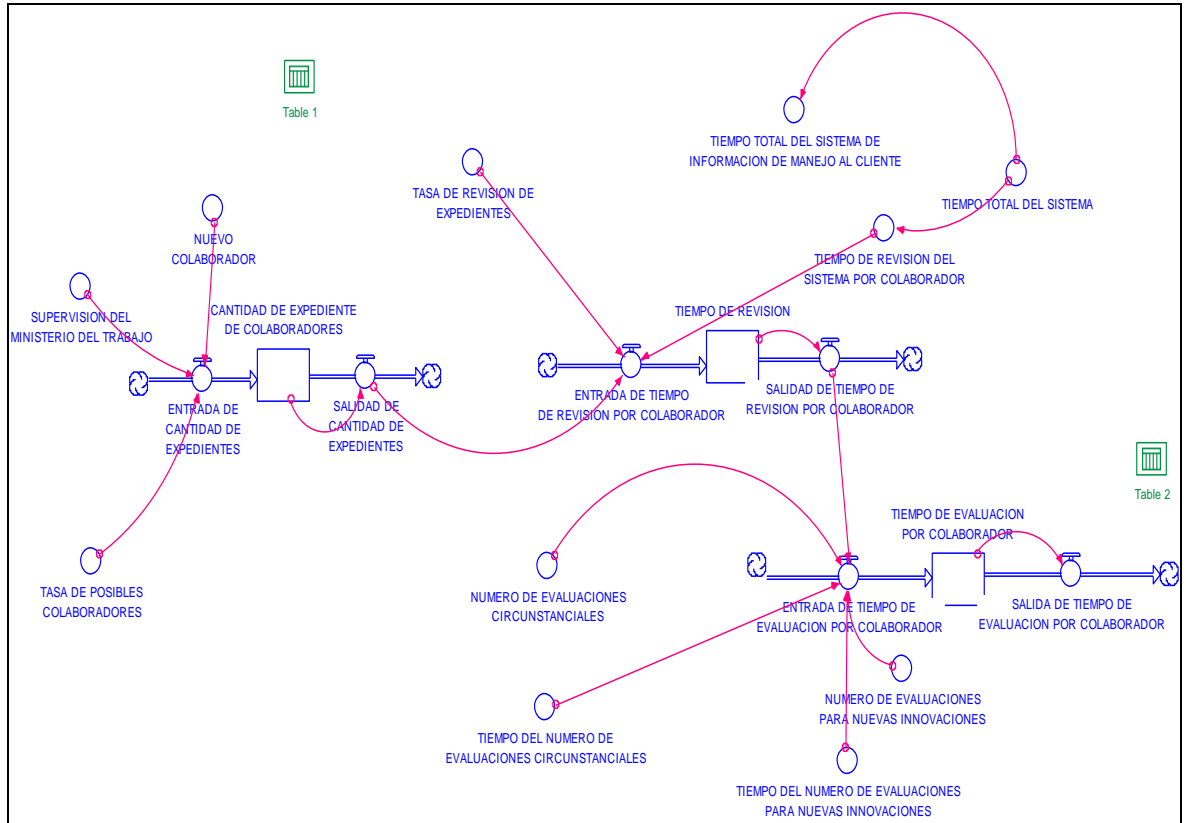 Table 1
TIEMPO TOTAL DEL SISTEMA DE
INFORMACION DE MANEJO AL CLIENTE
TASA DE REVISION DE
EXPEDIENTES
TIEMPO TOTAL DEL SISTEMA
NUEVO
COLABORADOR
TIEMPO DE REVISION DEL
SISTEMA POR COLABORADOR
SUPERVISION DEL
MINISTERIO DEL TRABAJO
CANTIDAD DE EXPEDIENTE
DE COLABORADORES
TIEMPO DE REVISION
ENTRADA DE
CANTIDAD DE
EXPEDIENTES
SALIDAD DE
CANTIDAD DE
EXPEDIENTES
ENTRADA DE TIEMPO
DE REVISION POR COLABORADOR
SALIDAD DE TIEMPO DE
REVISION POR COLABORADOR
Table 2
TIEMPO DE EVALUACION
POR COLABORADOR
TASA DE POSIBLES
COLABORADORES
NUMERO DE EVALUACIONES
CIRCUNSTANCIALES
ENTRADA DE TIEMPO DE
EVALUACION POR COLABORADOR
SALIDA DE TIEMPO DE
EVALUACION POR COLABORADOR
NUMERO DE EVALUACIONES
PARA NUEVAS INNOVACIONES
TIEMPO DEL NUMERO DE
EVALUACIONES CIRCUNSTANCIALES
TIEMPO DEL NUMERO DE EVALUACIONES
PARA NUEVAS INNOVACIONES